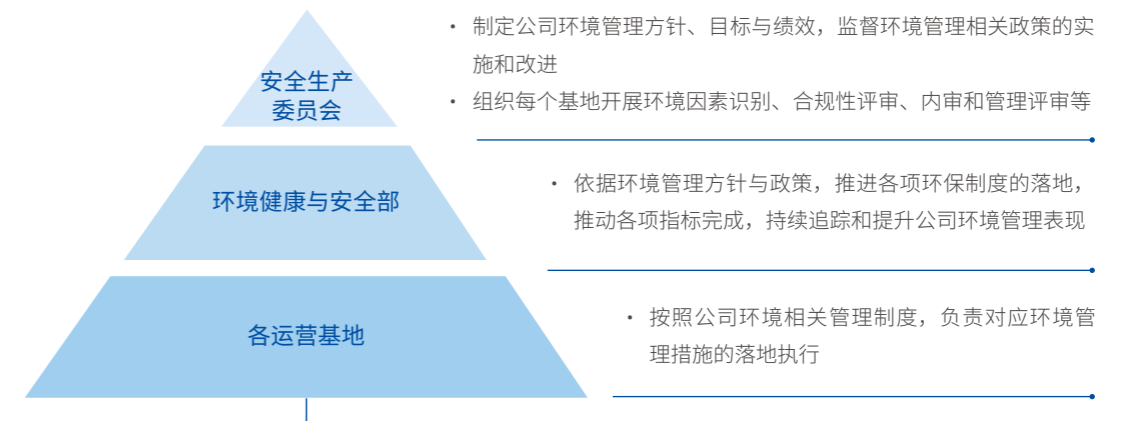 安全生产
委员会
• 制定公司环境管理方针、目标与绩效，监督环境管理相关政策的实
施和改进
• 组织每个基地开展环境因素识别、合规性评审、内审和管理评审等
环境健康与安全部
• 依据环境管理方针与政策，推进各项环保制度的落地，
推动各项指标完成，持续追踪和提升公司环境管理表现
各运营基地
• 按照公司环境相关管理制度，负责对应环境管
理措施的落地执行